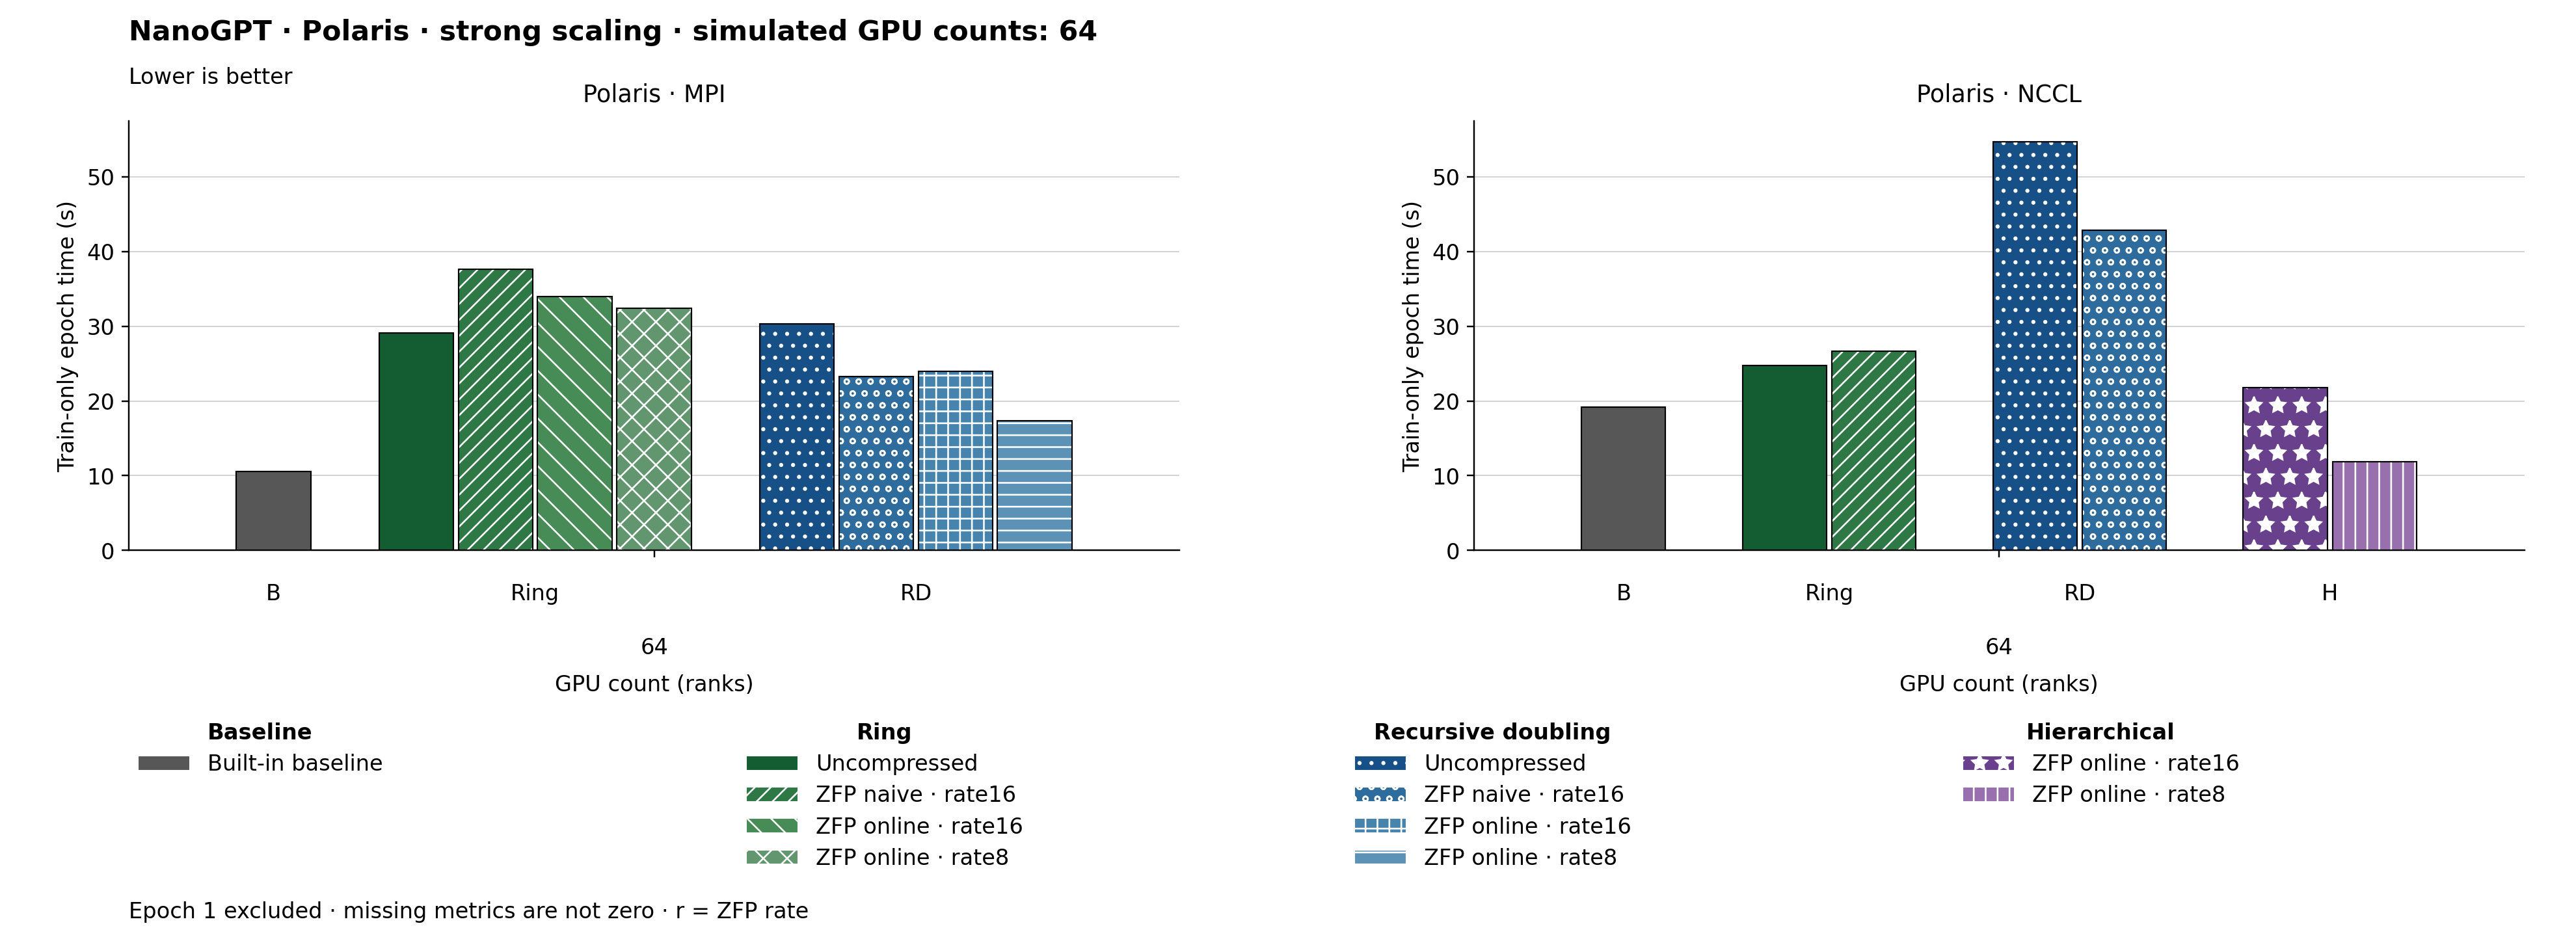 NanoGPT · Polaris · strong scaling · simulated GPU counts: 64
Lower is better
Polaris · MPI
Train-only epoch time (s)
50
40
30
20
10
0
B Ring RD
64
GPU count (ranks)
Polaris · NCCL
Train-only epoch time (s)
50
40
30
20
10
0
B Ring RD H
64
GPU count (ranks)
Baseline
Built-in baseline
Ring
Uncompressed
ZFP naive · rate16
ZFP online · rate16
ZFP online · rate8
Recursive doubling
Uncompressed
ZFP naive · rate16
ZFP online · rate16
ZFP online · rate8
Hierarchical
ZFP online · rate16
ZFP online · rate8
Epoch 1 excluded · missing metrics are not zero · r = ZFP rate